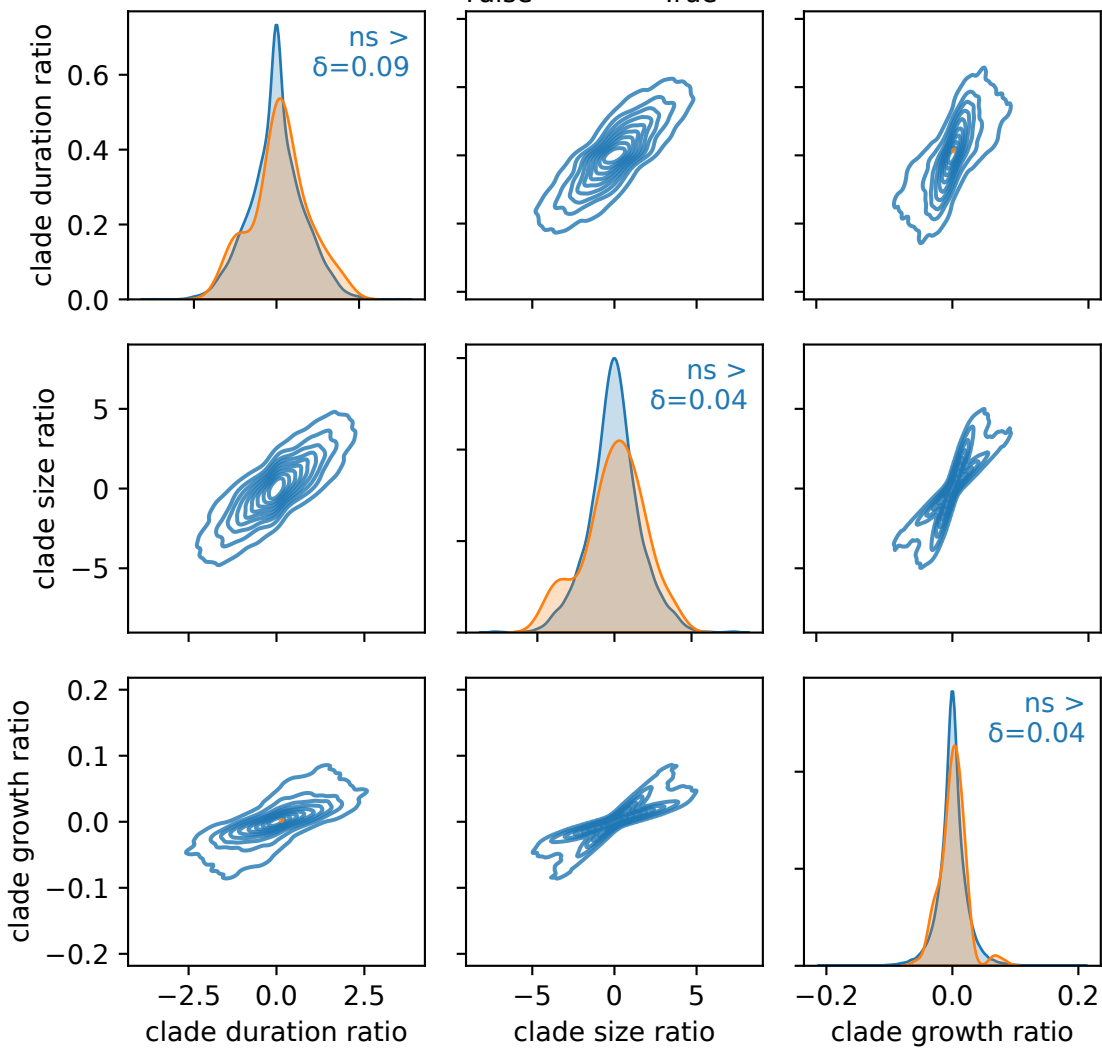 clade duration ratio
0.6
0.4
0.2
0.0
ns >
δ=0.09
clade size ratio
5
0
−5
ns >
δ=0.04
clade growth ratio
0.2
0.1
0.0
−0.1
−0.2
ns >
δ=0.04
−2.5 0.0 2.5
−5 0 5
−0.2 0.0 0.2
clade duration ratio
clade size ratio
clade growth ratio